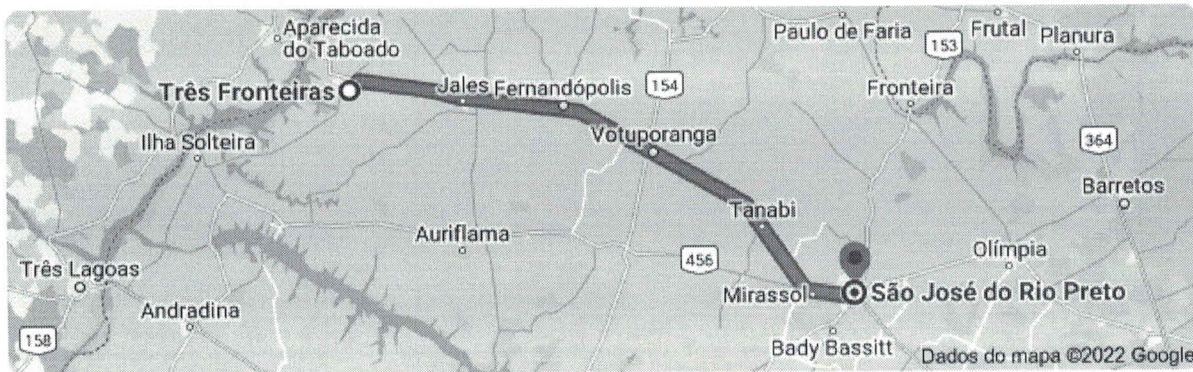 Aparecida
do Taboado
Paulo de Faria
153
Frutal
Planura
Três Fronteiras
Jales
Fernandópolis
154
Fronteira
Ilha Solteira
Votuporanga
364
Barretos
Tanabi
Auriflama
456
Olímpia
Três Lagoas
Mirassol
São José do Rio Preto
Andradina
158
Bady Bassitt
Dados do mapa ©2022 Google